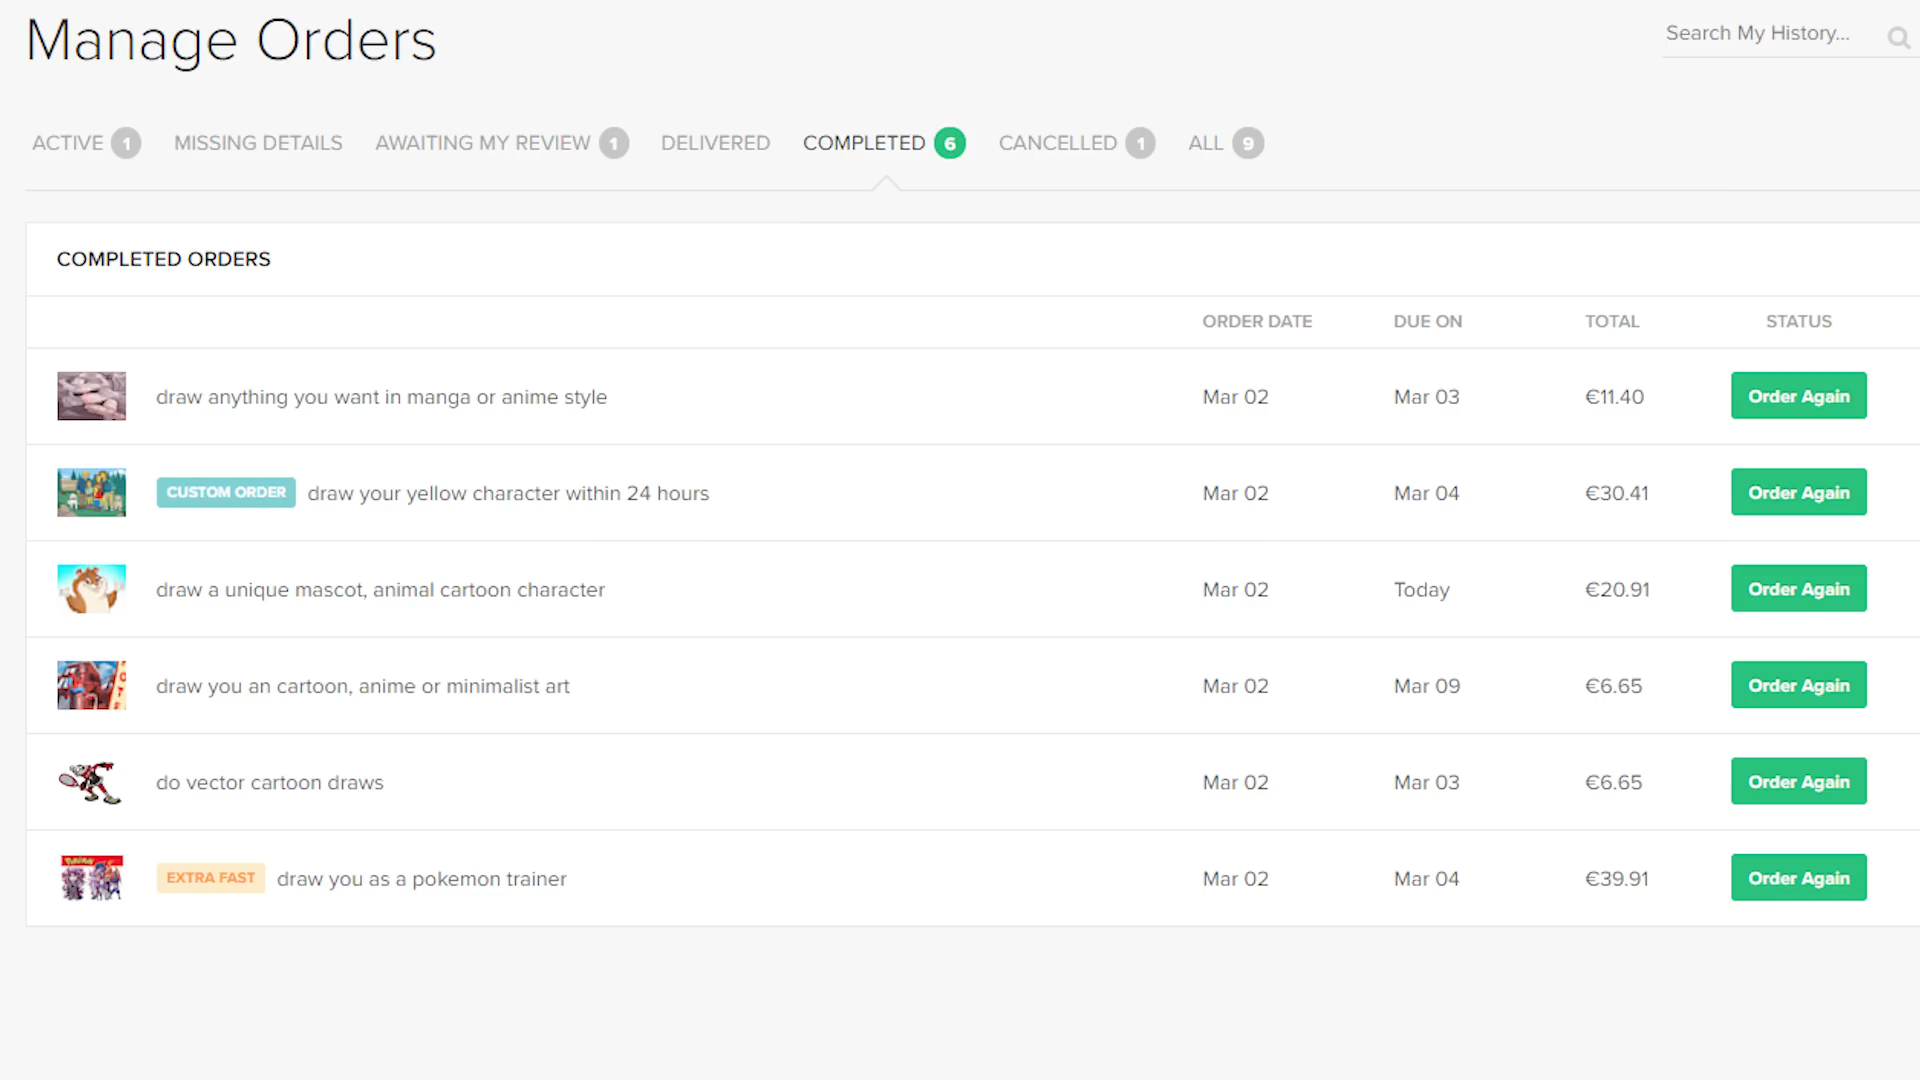 Manage Orders
Search My History...
ACTIVE 1 MISSING DETAILS AWAITING MY REVIEW 1 DELIVERED COMPLETED 6 CANCELLED 1 ALL 9
COMPLETED ORDERS
ORDER DATE DUE ON TOTAL STATUS
draw anything you want in manga or anime style Mar 02 Mar 03 €11.40 Order Again
CUSTOM ORDER draw your yellow character within 24 hours Mar 02 Mar 04 €30.41 Order Again
draw a unique mascot, animal cartoon character Mar 02 Today €20.91 Order Again
draw you an cartoon, anime or minimalist art Mar 02 Mar 09 €6.65 Order Again
do vector cartoon draws Mar 02 Mar 03 €6.65 Order Again
EXTRA FAST draw you as a pokemon trainer Mar 02 Mar 04 €39.91 Order Again